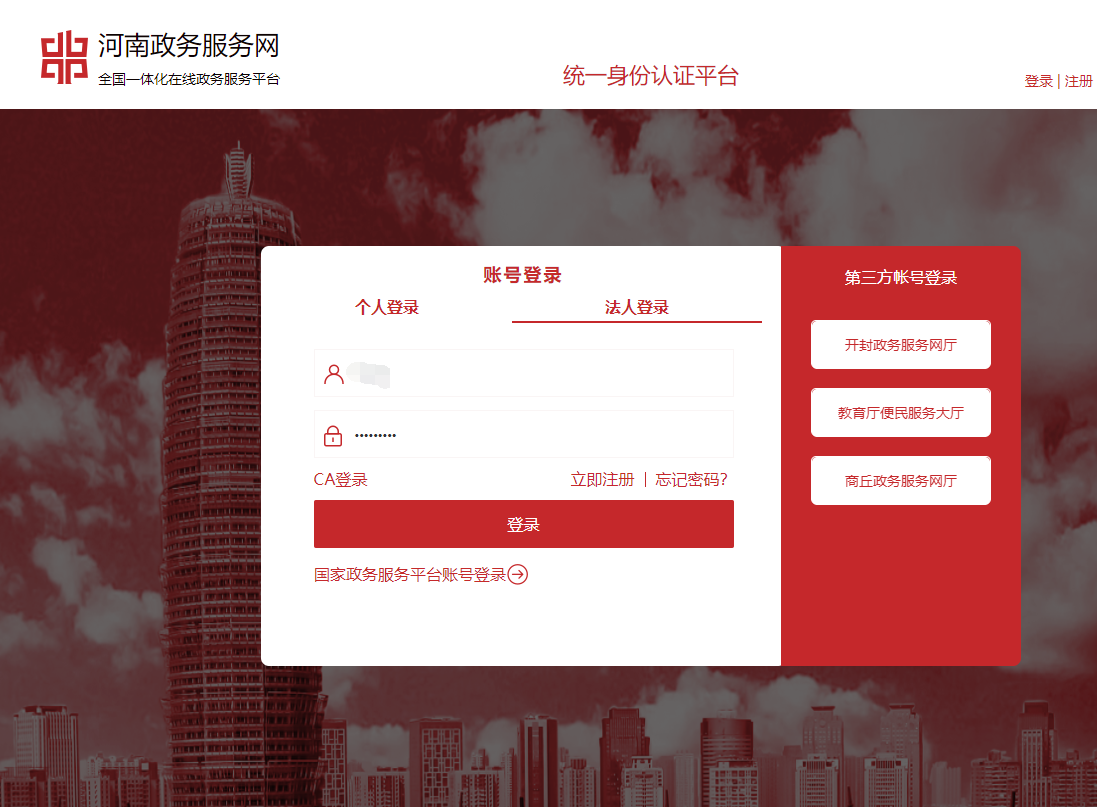 河南政务服务网
全国一体化在线政务服务平台
统一身份认证平台
登录 | 注册
账号登录
个人登录
法人登录
•••••••••
CA登录
立即注册 | 忘记密码?
登录
国家政务服务平台账号登录
第三方帐号登录
开封政务服务网厅
教育厅便民服务大厅
商丘政务服务网厅